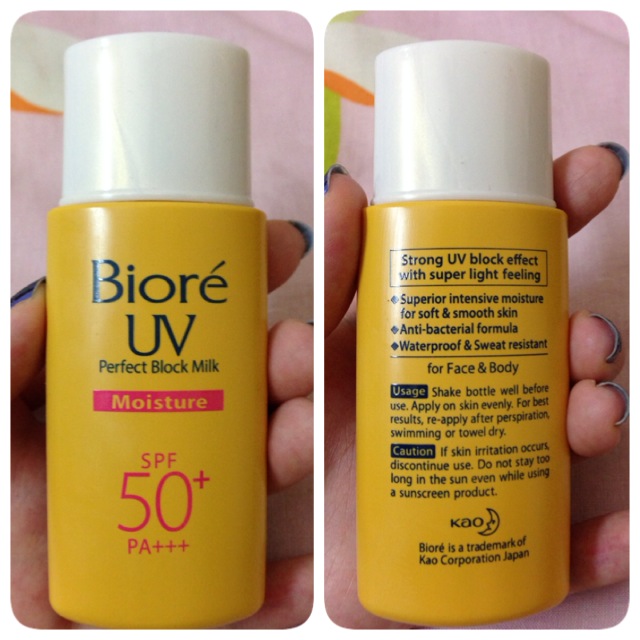 Bioré
UV
Perfect Block Milk
Moisture
SPF
50+
PA+++
Strong UV block effect
with super light feeling
◆Superior intensive moisture
for soft & smooth skin
◆Anti-bacterial formula
◆Waterproof & Sweat resistant
for Face & Body
Usage Shake bottle well before
use. Apply on skin evenly. For best
results, re-apply after perspiration,
swimming or towel dry.
Caution If skin irritation occurs,
discontinue use. Do not stay too
long in the sun even while using
a sunscreen product.
Kao
Bioré is a trademark of
Kao Corporation Japan